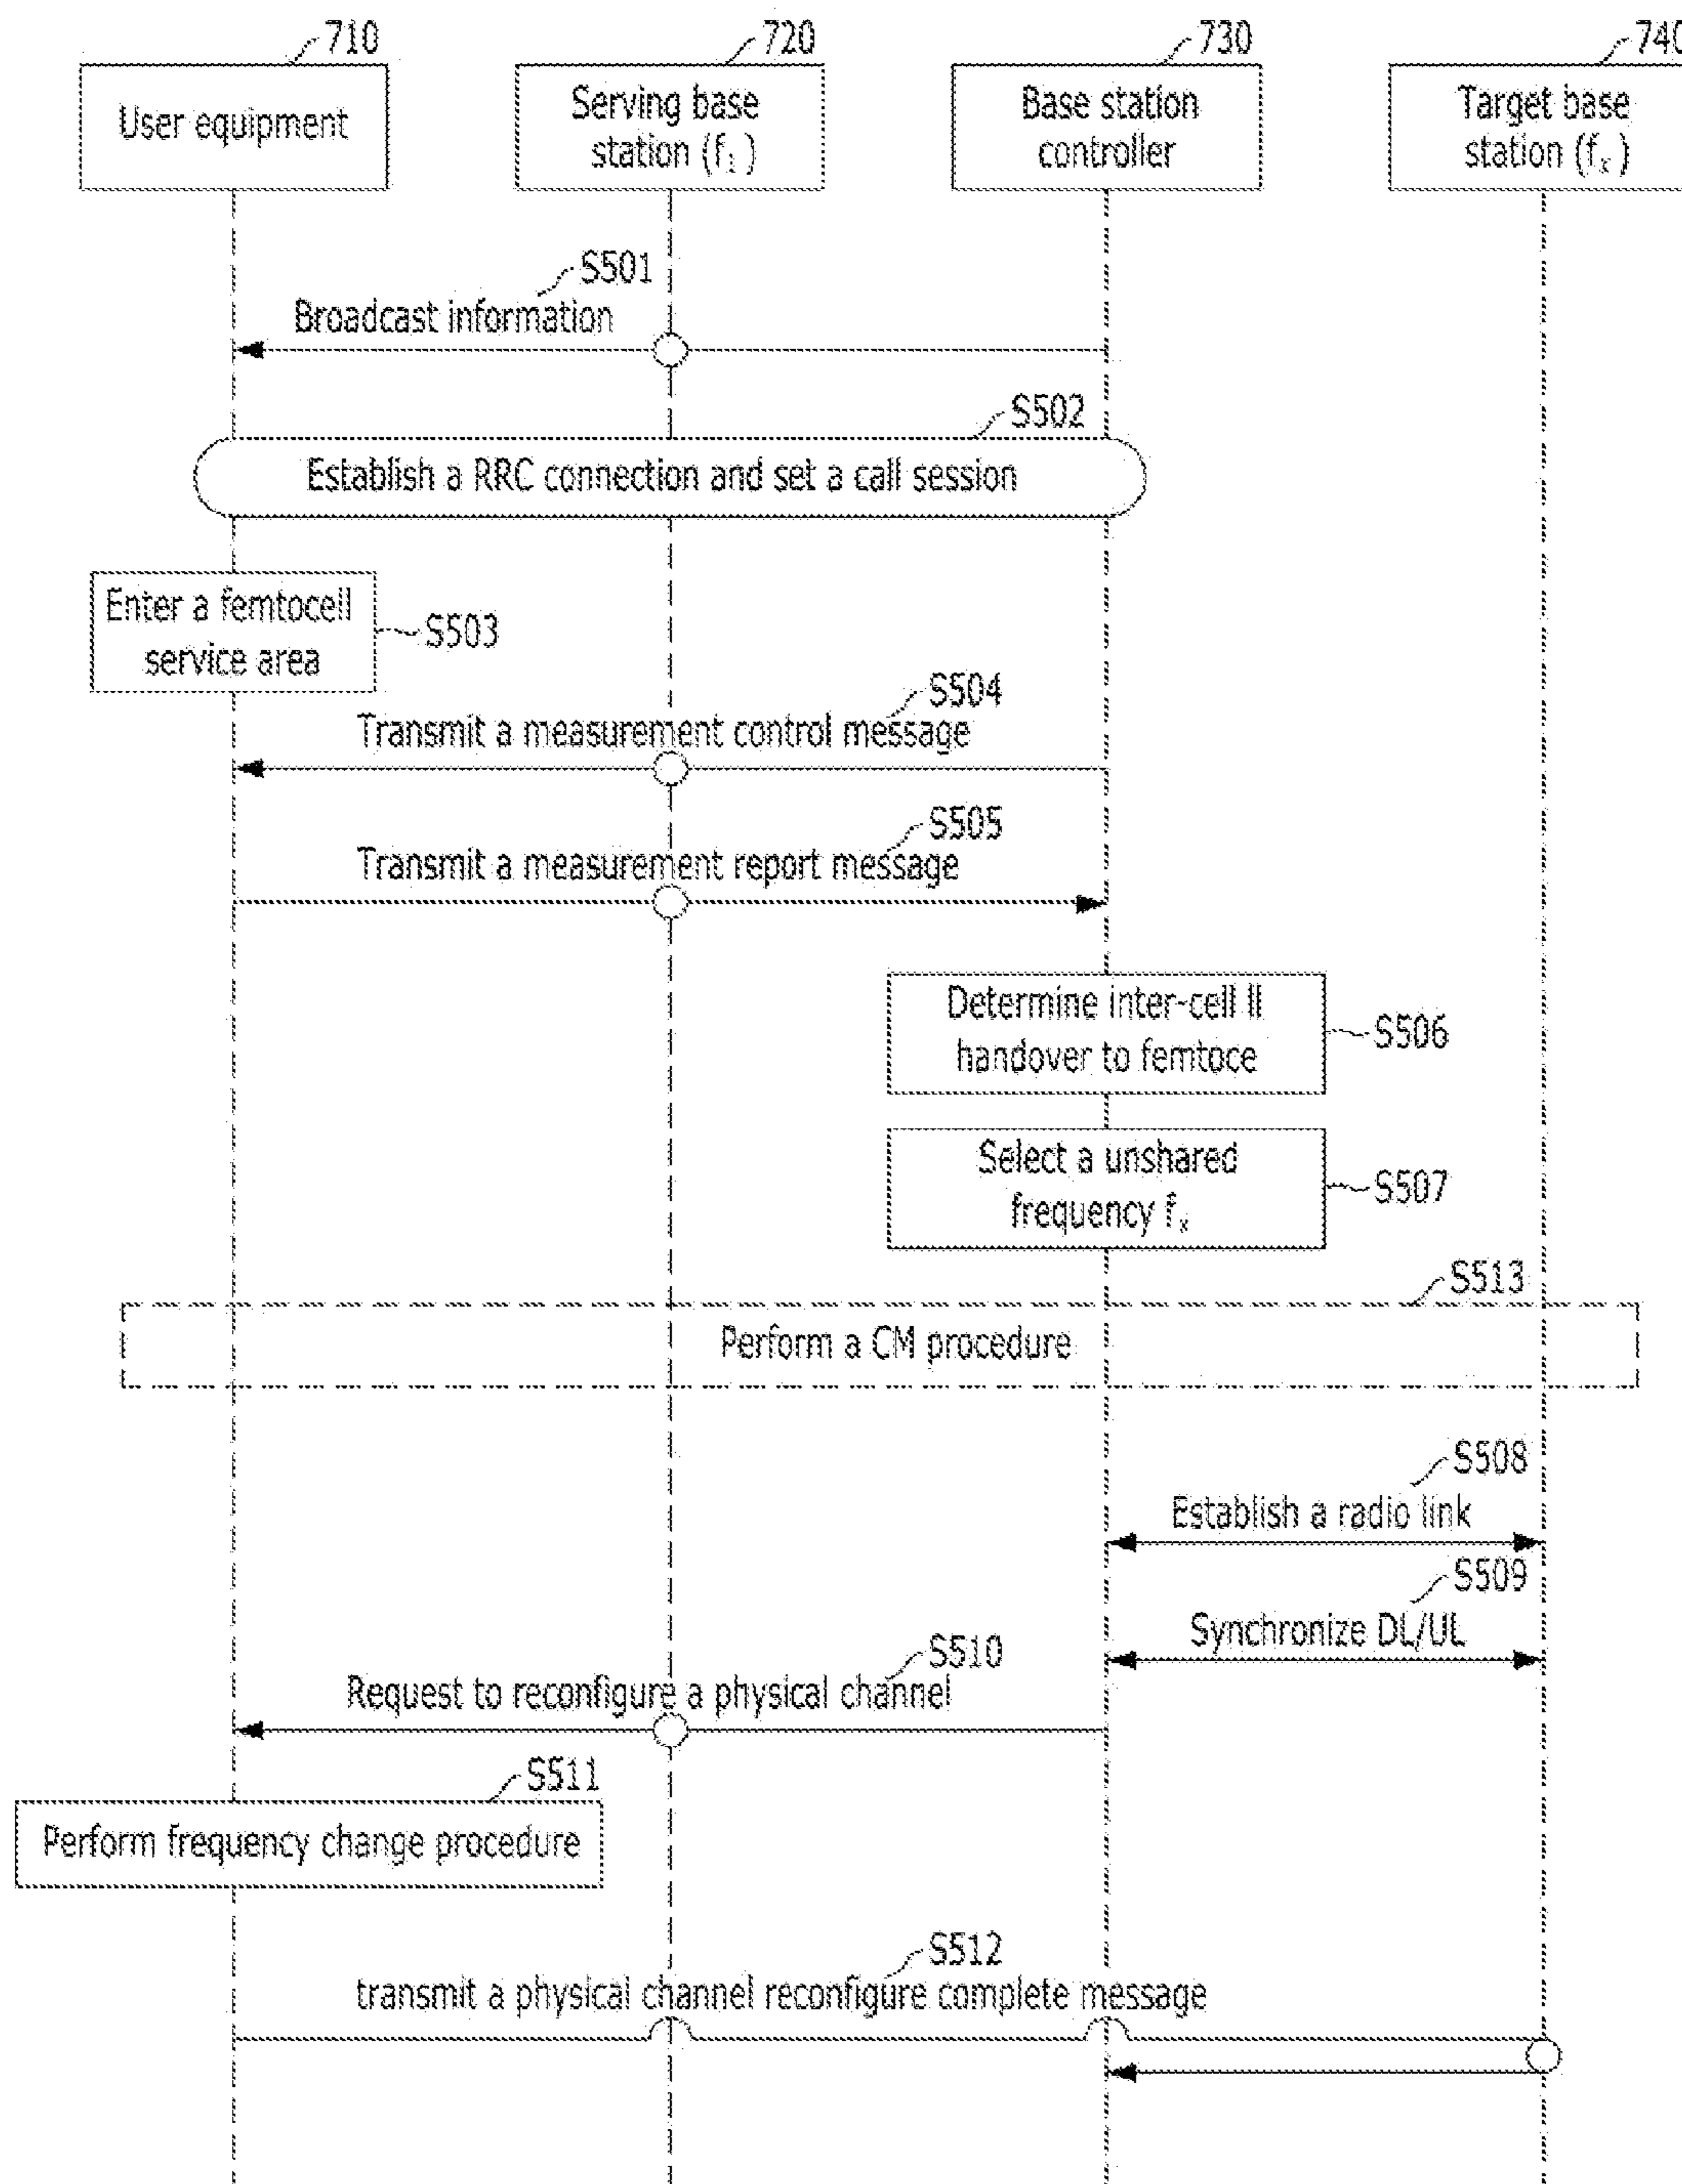 710
720
730
740
User equipment
Serving base
station (f₁)
Base station
controller
Target base
station (fₓ)
S501
Broadcast information
S502
Establish a RRC connection and set a call session
Enter a femtocell
service area
S503
S504
Transmit a measurement control message
S505
Transmit a measurement report message
Determine inter-cell ll
handover to femtoce
S506
Select a unshared
frequency fₓ
S507
S513
Perform a CM procedure
S508
Establish a radio link
S509
Synchronize DL/UL
S510
Request to reconfigure a physical channel
S511
Perform frequency change procedure
S512
transmit a physical channel reconfigure complete message